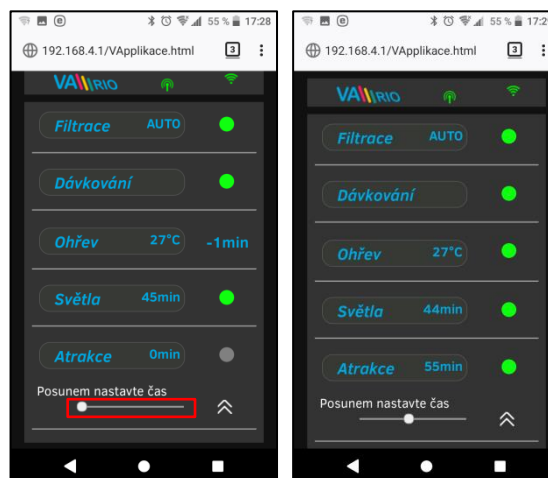 55 % 17:28
192.168.4.1/VApplikace.html 3
VARIO
Filtrace AUTO
Dávkování
Ohřev 27°C -1min
Světla 45min
Atrakce 0min
Posunem nastavte čas
55 %
192.168.4.1/VApplikace.html 3
VARIO
Filtrace AUTO
Dávkování
Ohřev 27°C
Světla 44min
Atrakce 55min
Posunem nastavte čas